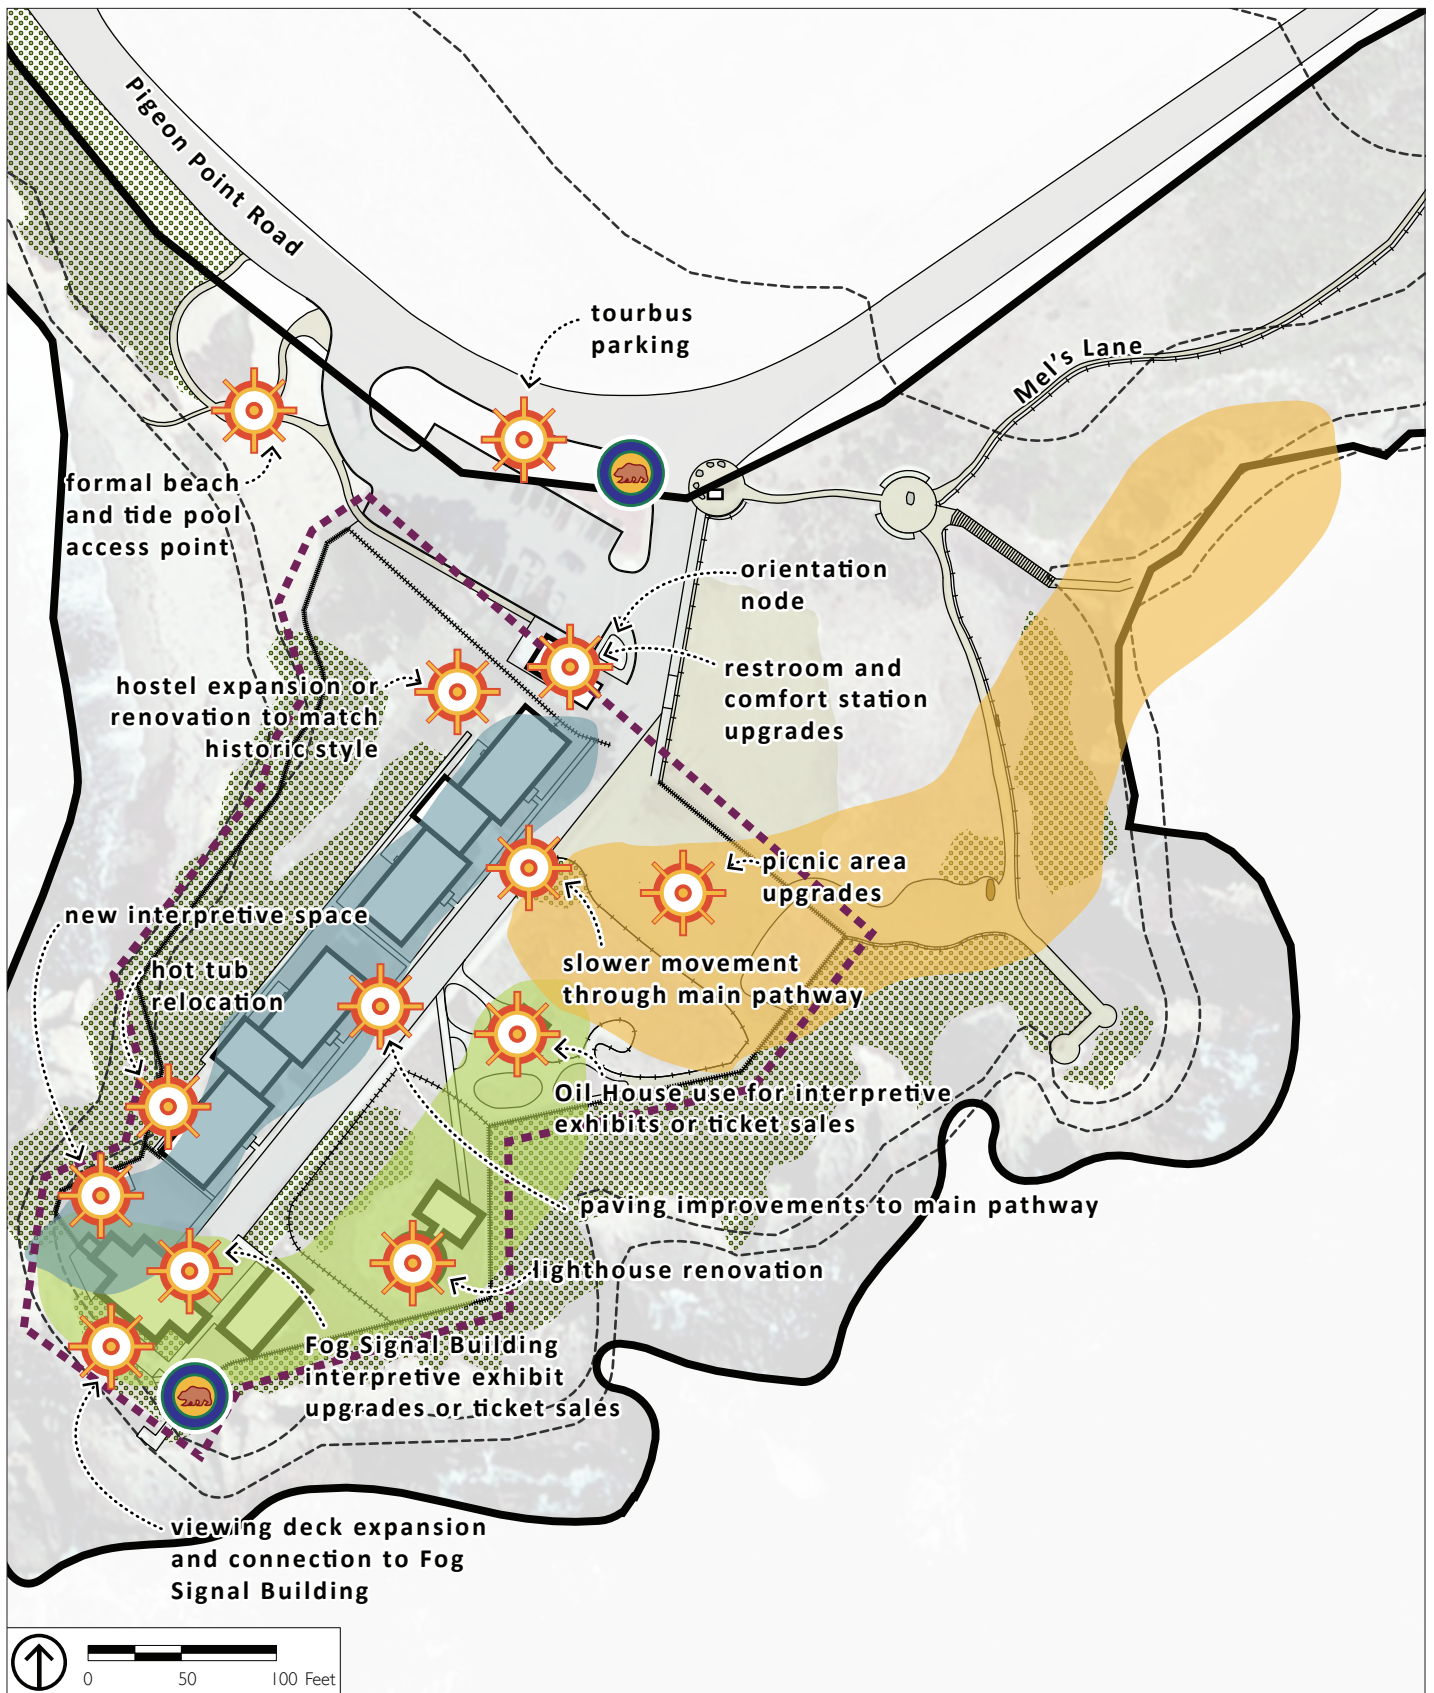 Pigeon Point Road
tourbus
parking
Mel's Lane
formal beach
and tide pool
access point
orientation
node
restroom and
comfort station
upgrades
hostel expansion or
renovation to match
historic style
picnic area
upgrades
new interpretive space
hot tub
relocation
slower movement
through main pathway
Oil House use for interpretive
exhibits or ticket sales
paving improvements to main pathway
lighthouse renovation
Fog Signal Building
interpretive exhibit
upgrades or ticket sales
viewing deck expansion
and connection to Fog
Signal Building
0 50 100 Feet